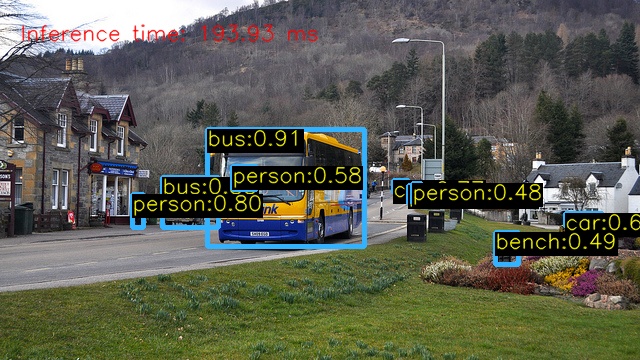 Inference time: 193.93 ms
bus:0.91
person:0.58
bus:0.
person:0.80
c
person:0.48
car:0.6
bench:0.49
nk